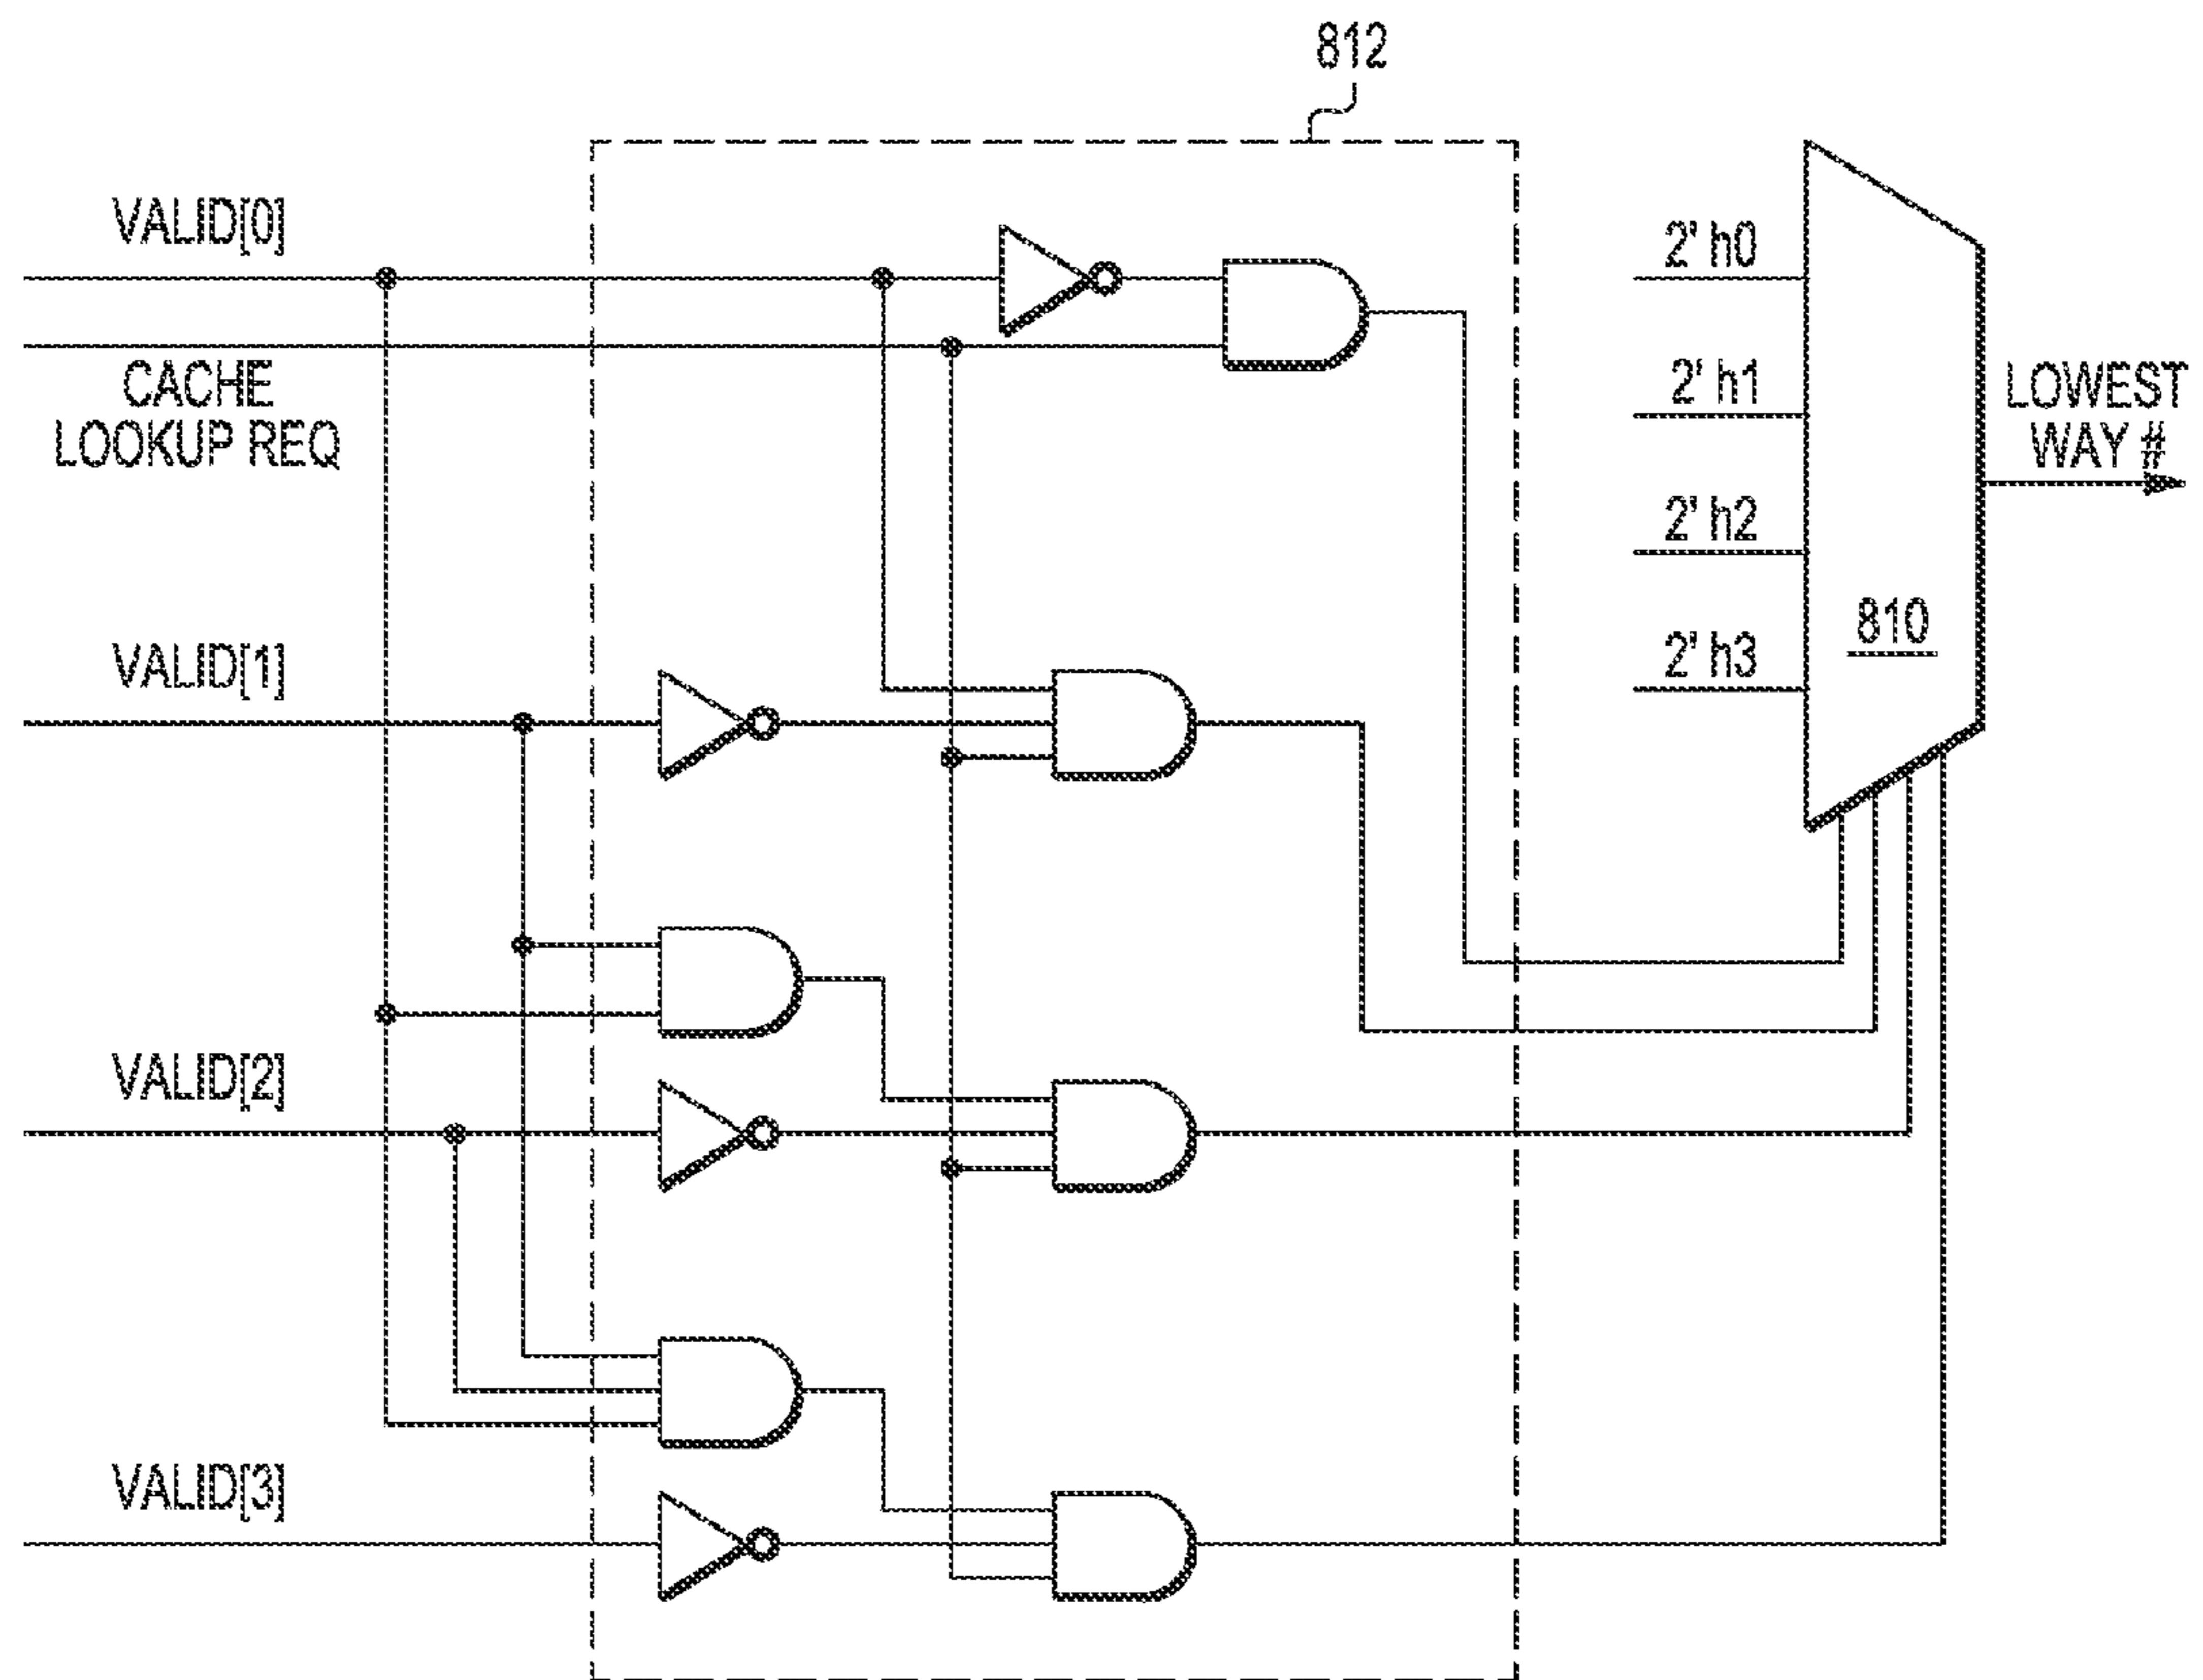 812
VALID[0]
CACHE
LOOKUP REQ
2' h0
2' h1
LOWEST
WAY #
2' h2
810
2' h3
VALID[1]
VALID[2]
VALID[3]